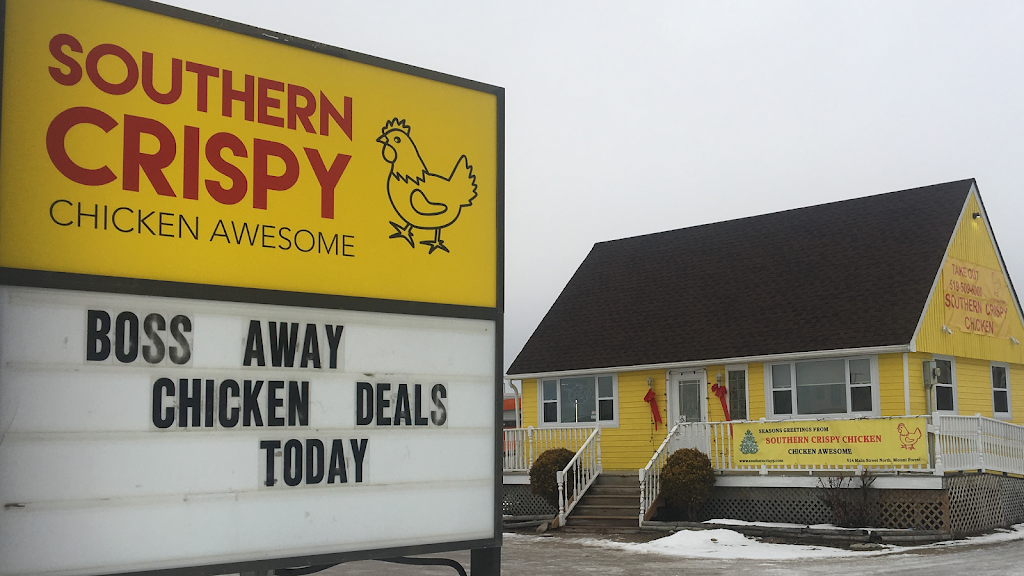 SOUTHERN
CRISPY
CHICKEN AWESOME
BOSS AWAY
CHICKEN DEALS
TODAY
TAKE OUT
SOUTHERN CRISPY
CHICKEN
SEASONS GREETINGS FROM
SOUTHERN CRISPY CHICKEN
CHICKEN AWESOME